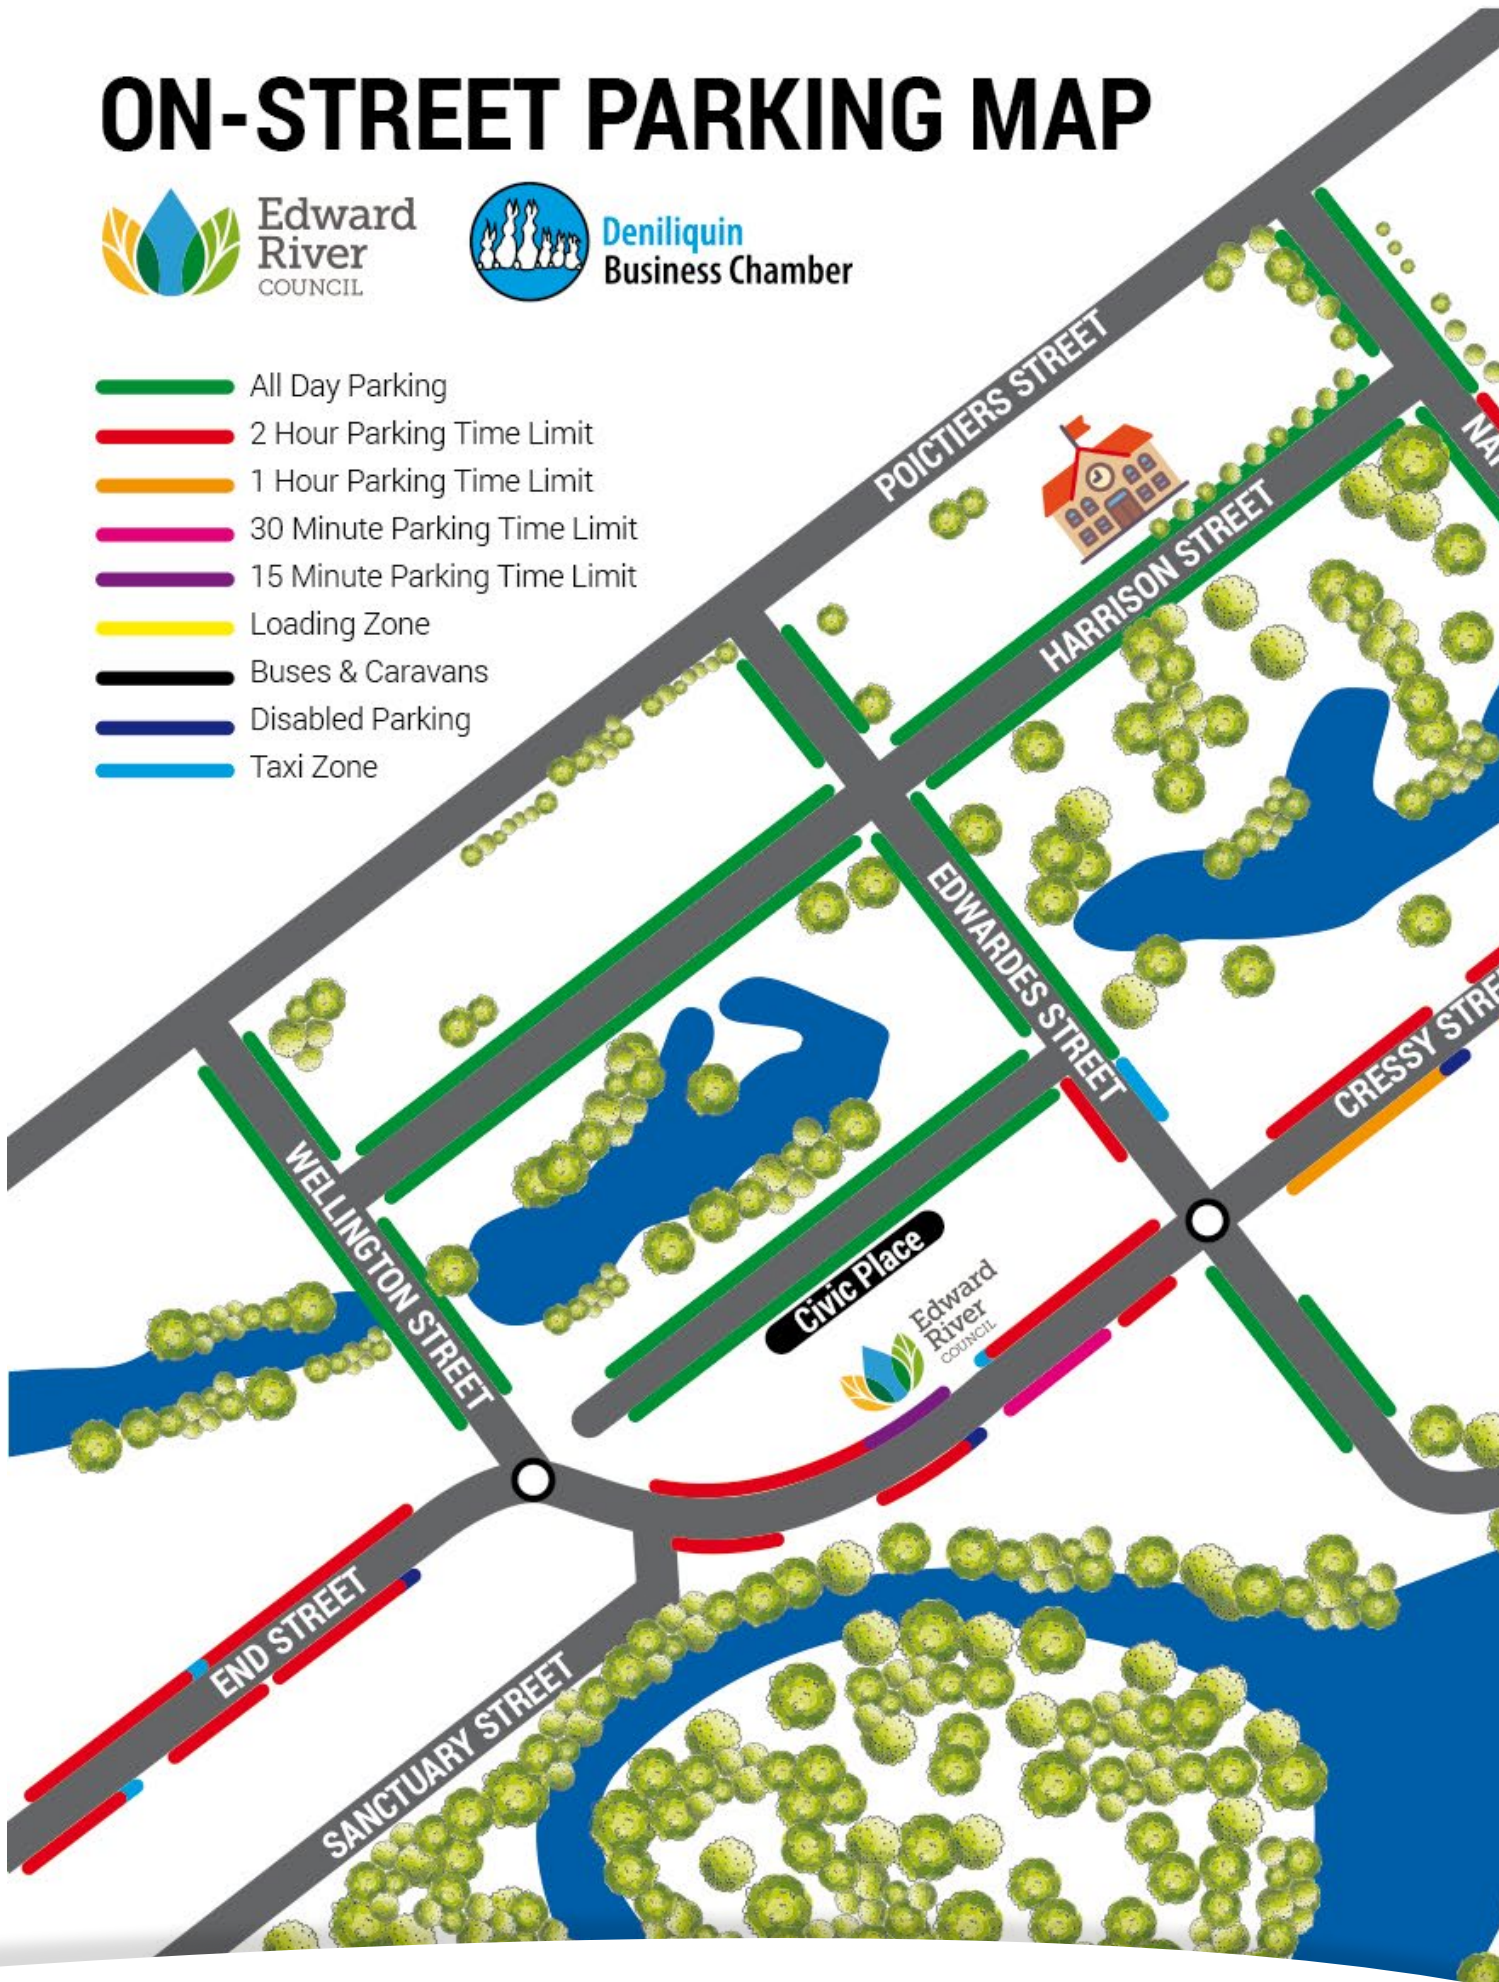 ON-STREET PARKING MAP
Edward
River
COUNCIL
Deniliquin
Business Chamber
All Day Parking
2 Hour Parking Time Limit
1 Hour Parking Time Limit
30 Minute Parking Time Limit
15 Minute Parking Time Limit
Loading Zone
Buses & Caravans
Disabled Parking
Taxi Zone
POICTIERS STREET
HARRISON STREET
EDWARDES STREET
WELLINGTON STREET
Civic Place
Edward
River
COUNCIL
END STREET
SANCTUARY STREET
CRESSY STRE